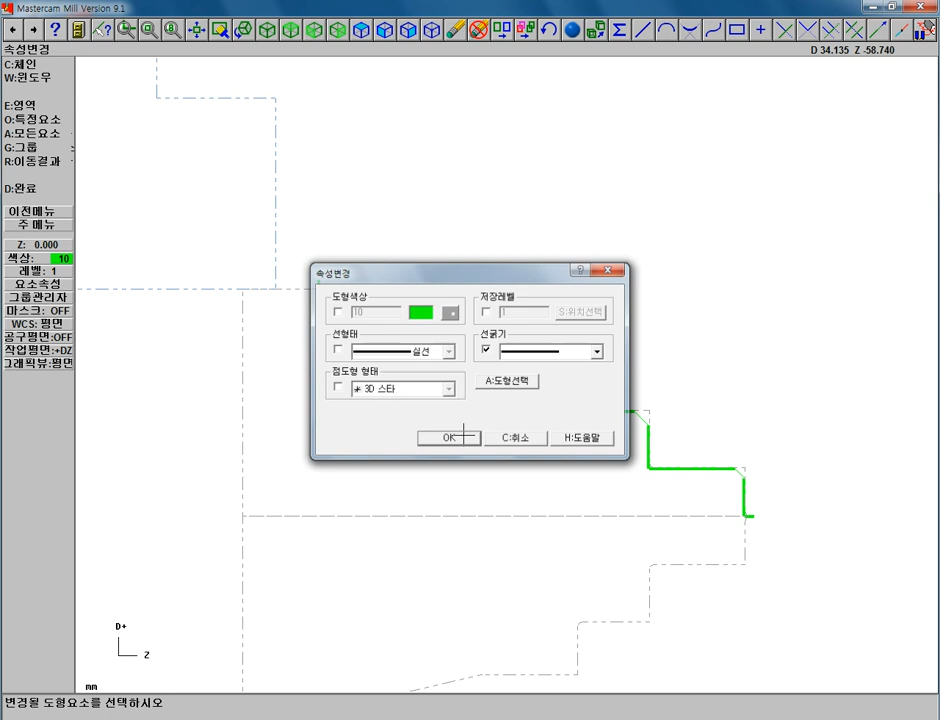 Mastercam Mill Version 9.1
속성변경
D 34.135 Z -58.740
C:체인
W:윈도우
E:영역
O:특정요소
A:모든요소
G:그룹
R:이동결과
D:완료
이전메뉴
주 메뉴
Z: 0.000
색상: 10
레벨: 1
요소속성
그룹관리자
마스크: OFF
WCS: 평면
공구평면:OFF
작업평면:+DZ
그래픽뷰:평면
속성변경
도형색상
10
저장레벨
1
S:위치선택
선형태
실선
선굵기
점도형 형태
3D 스타
A:도형선택
OK
C:취소
H:도움말
D+
Z
mm
변경될 도형요소를 선택하시오